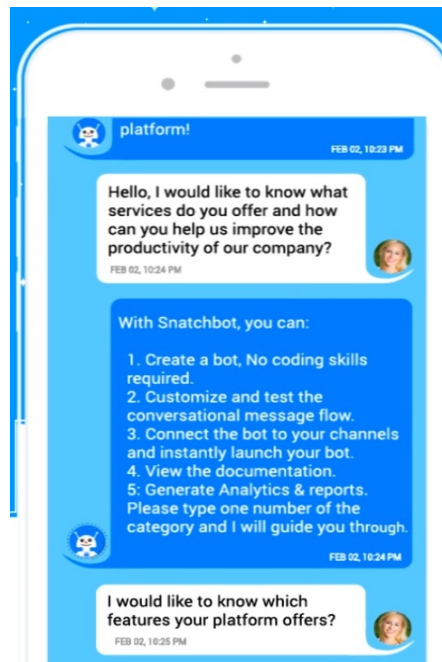 platform!
FEB 02, 10:23 PM
Hello, I would like to know what
services do you offer and how
can you help us improve the
productivity of our company?
FEB 02, 10:24 PM
With Snatchbot, you can:
1. Create a bot, No coding skills
required.
2. Customize and test the
conversational message flow.
3. Connect the bot to your channels
and instantly launch your bot.
4. View the documentation.
5: Generate Analytics & reports.
Please type one number of the
category and I will guide you through.
FEB 02, 10:24 PM
I would like to know which
features your platform offers?
FEB 02, 10:25 PM